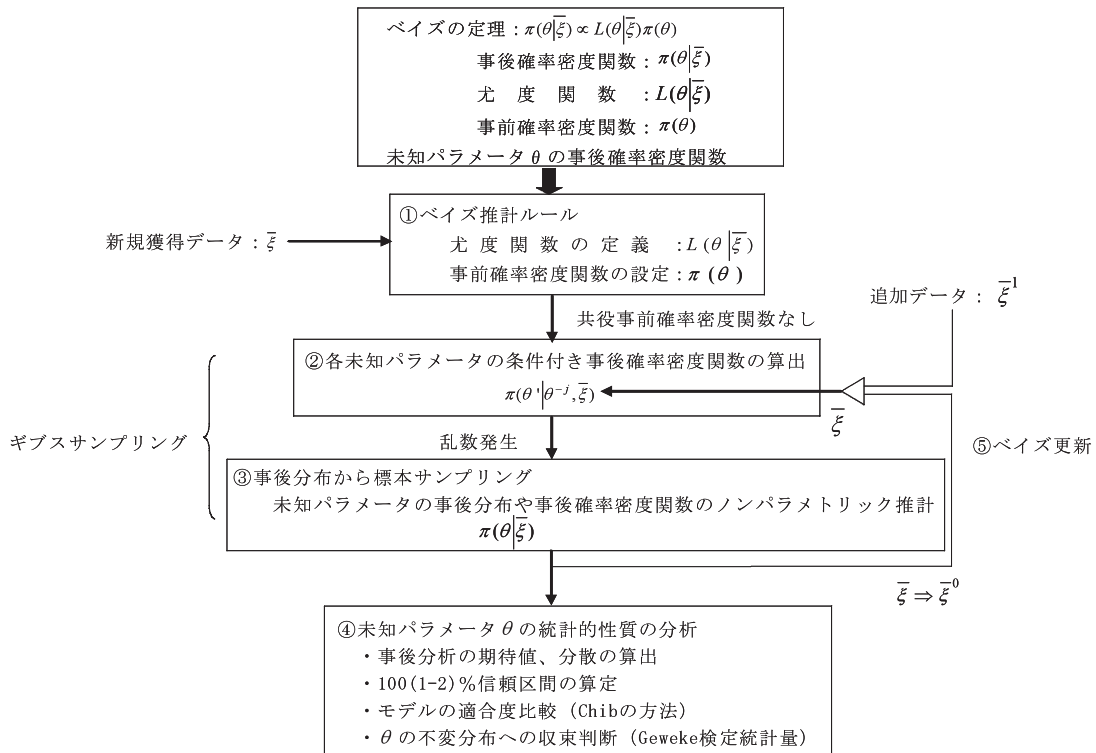 ベイズの定理：π(θ|ξ̄)∝L(θ|ξ̄)π(θ)
事後確率密度関数：π(θ|ξ̄)
尤度関数：L(θ|ξ̄)
事前確率密度関数：π(θ)
未知パラメータθの事後確率密度関数
①ベイズ推計ルール
新規獲得データ：ξ̄
尤度関数の定義：L(θ|ξ̄)
事前確率密度関数の設定：π(θ)
追加データ：ξ̄¹
共役事前確率密度関数なし
②各未知パラメータの条件付き事後確率密度関数の算出
π(θ'|θ⁻ʲ,ξ̄)
ξ̄
ギブスサンプリング
乱数発生
⑤ベイズ更新
③事後分布から標本サンプリング
未知パラメータの事後分布や事後確率密度関数のノンパラメトリック推計
π(θ|ξ̄)
ξ̄⇒ξ̄⁰
④未知パラメータθの統計的性質の分析
・事後分析の期待値、分散の算出
・100(1-2)％信頼区間の算定
・モデルの適合度比較（Chibの方法）
・θの不変分布への収束判断（Geweke検定統計量）